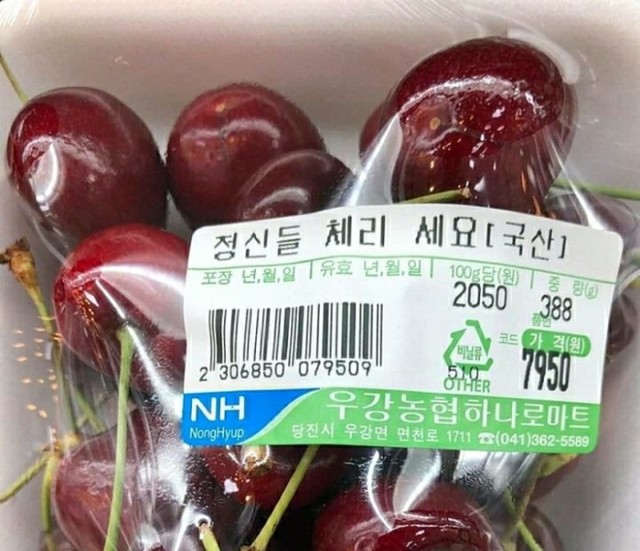 정신들 체리 세요[국산]
포장 년,월,일 유효 년,월,일 100g당(원) 중 량(g)
2050 388
비닐류 코드 가 격(원)
510 7950
OTHER
2 306850 079509
NH 우강농협하나로마트
NongHyup 당진시 우강면 면천로 1711 ☎(041)362-5589